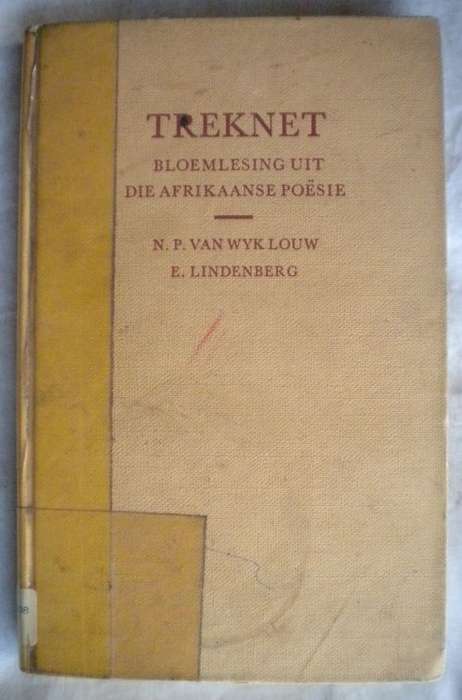 TREKNET
BLOEMLESING UIT
DIE AFRIKAANSE POËSIE
N. P. VAN WYK LOUW
E. LINDENBERG